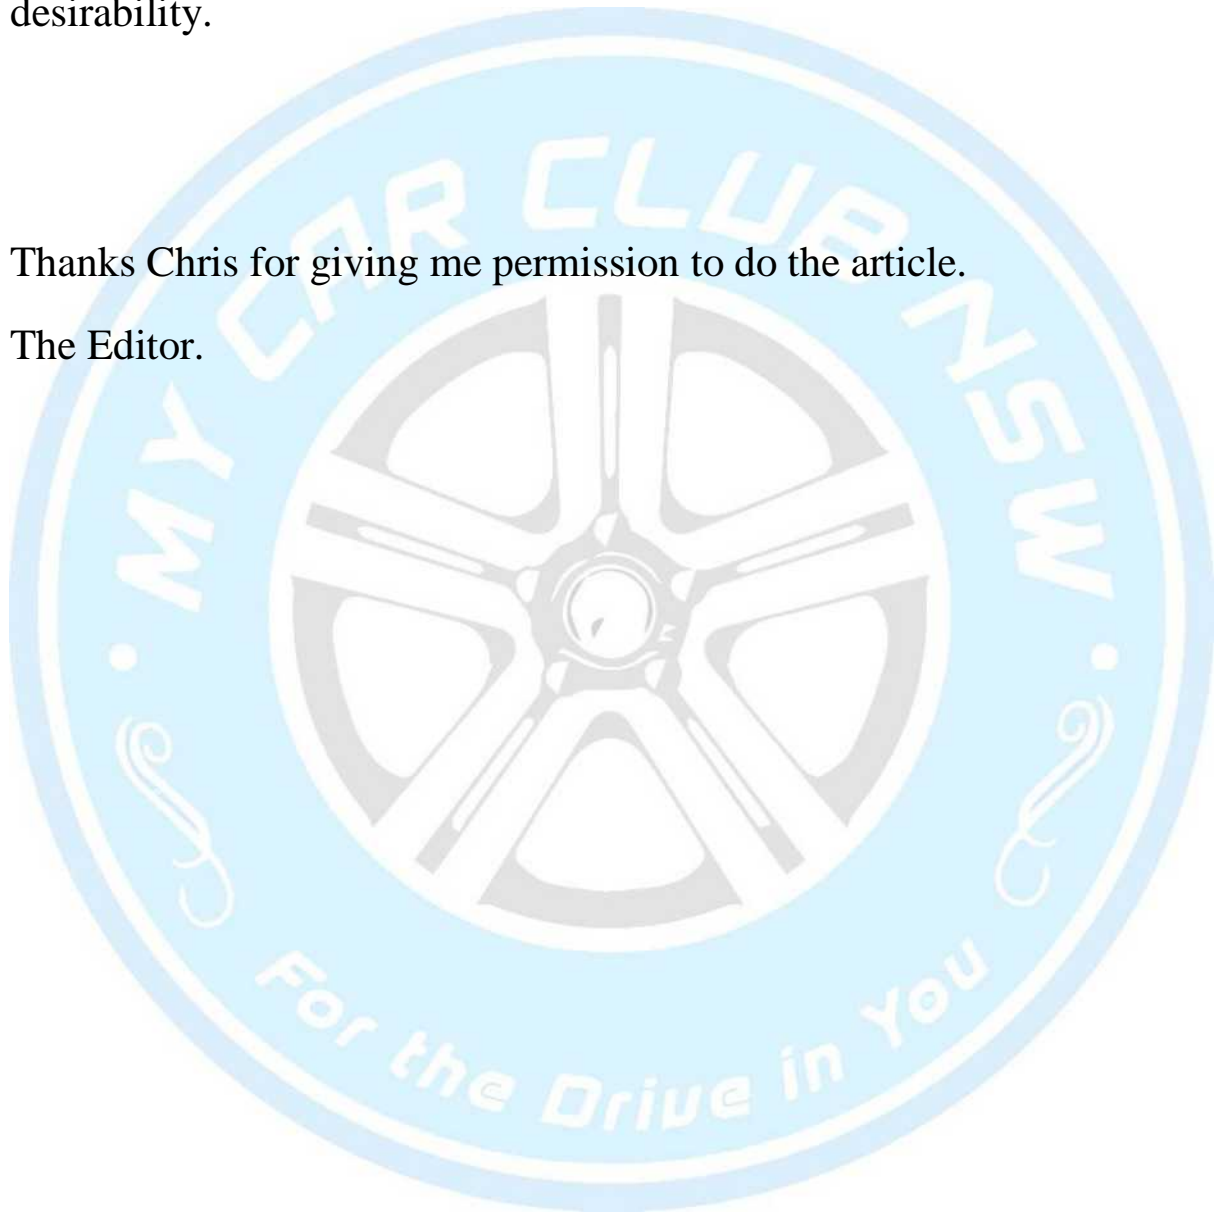 desirability.
MY CAR CLUB NSW
Thanks Chris for giving me permission to do the article.
The Editor.
For the Drive in You